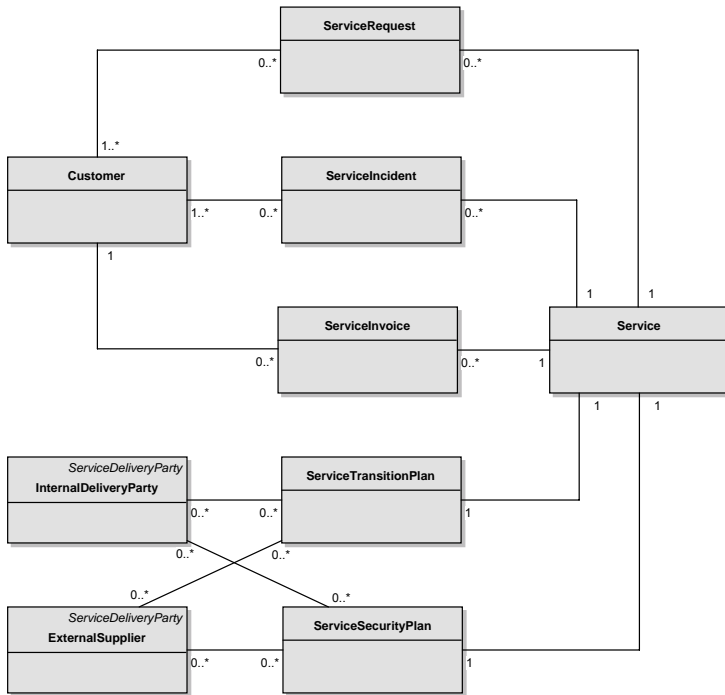 ServiceRequest
0..*
0..*
1..*
Customer
ServiceIncident
1..*
0..*
0..*
1
1
1
ServiceInvoice
Service
0..*
0..*
1
1
1
ServiceDeliveryParty
InternalDeliveryParty
ServiceTransitionPlan
0..*
0..*
1
0..*
0..*
0..*
0..*
ServiceDeliveryParty
ExternalSupplier
ServiceSecurityPlan
0..*
0..*
1